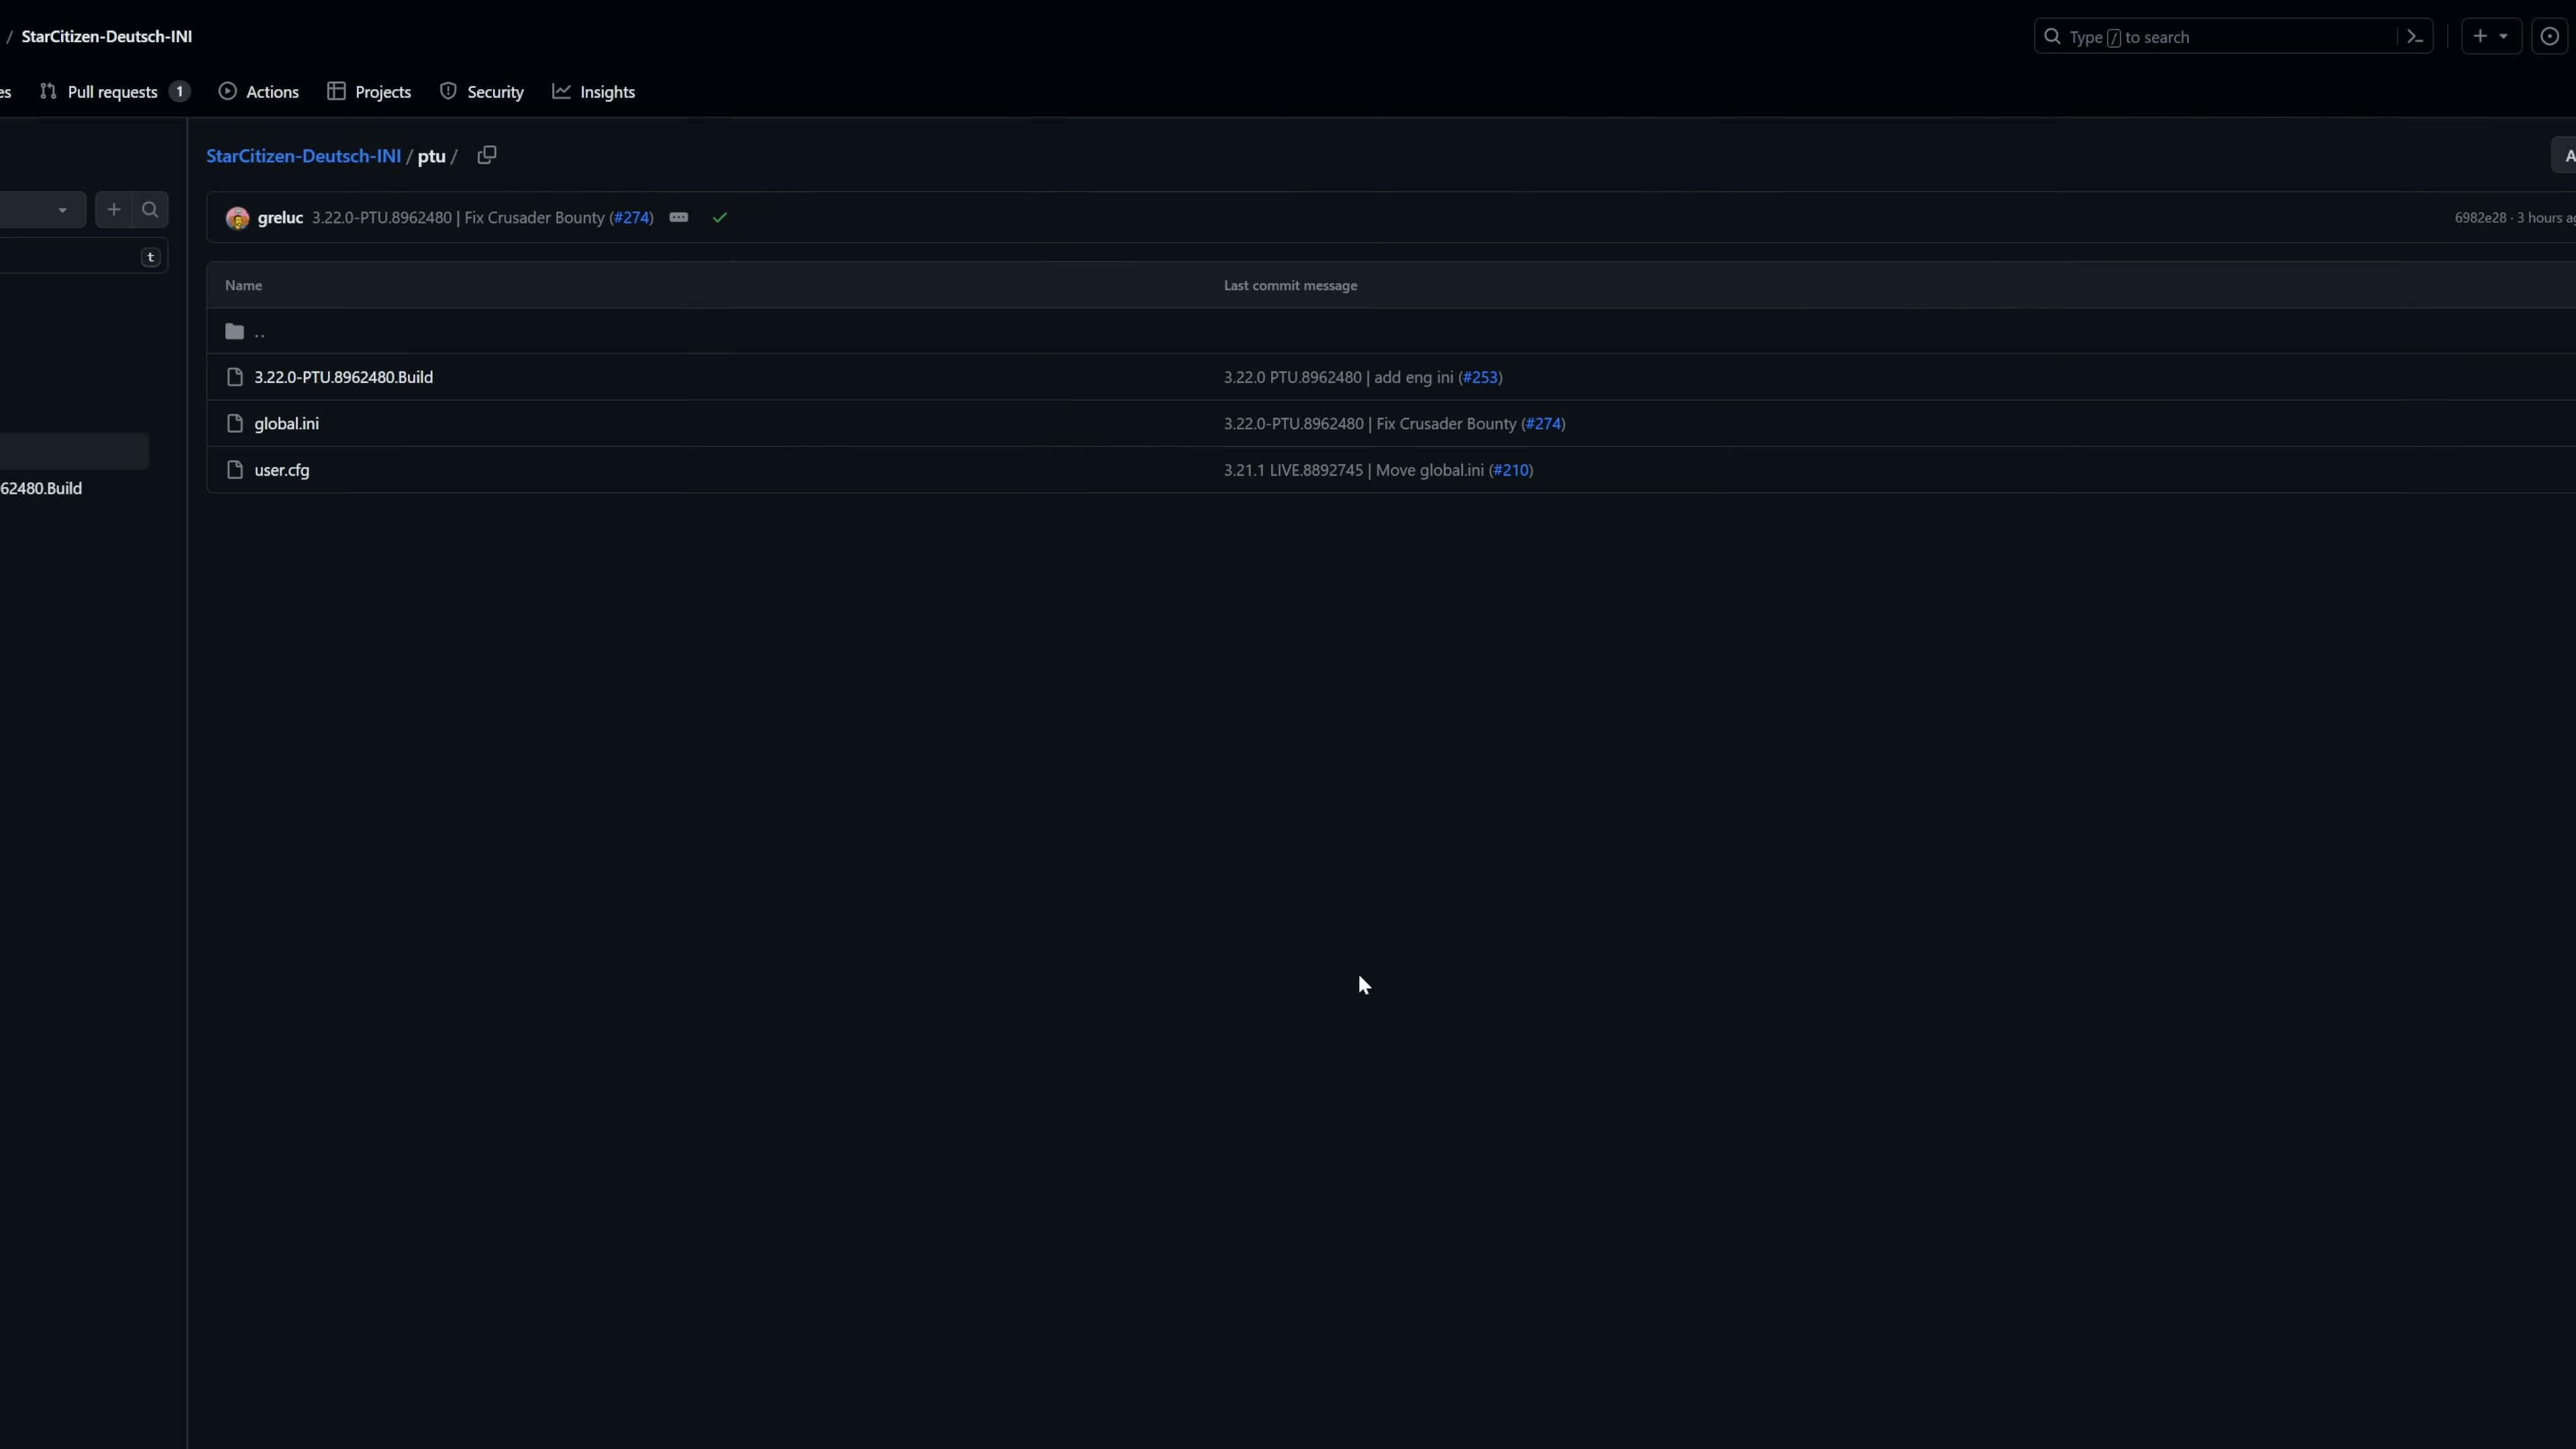 / StarCitizen-Deutsch-INI
Type / to search
es Pull requests 1 Actions Projects Security Insights
StarCitizen-Deutsch-INI / ptu /
A
greluc 3.22.0-PTU.8962480 | Fix Crusader Bounty (#274)
6982e28 · 3 hours ag
t
Name Last commit message
..
3.22.0-PTU.8962480.Build 3.22.0 PTU.8962480 | add eng ini (#253)
global.ini 3.22.0-PTU.8962480 | Fix Crusader Bounty (#274)
user.cfg 3.21.1 LIVE.8892745 | Move global.ini (#210)
62480.Build